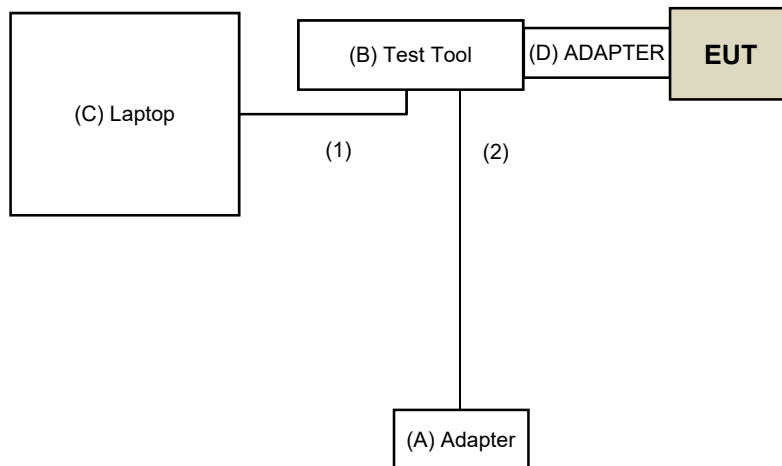 (B) Test Tool
(D) ADAPTER
EUT
(C) Laptop
(1)
(2)
(A) Adapter